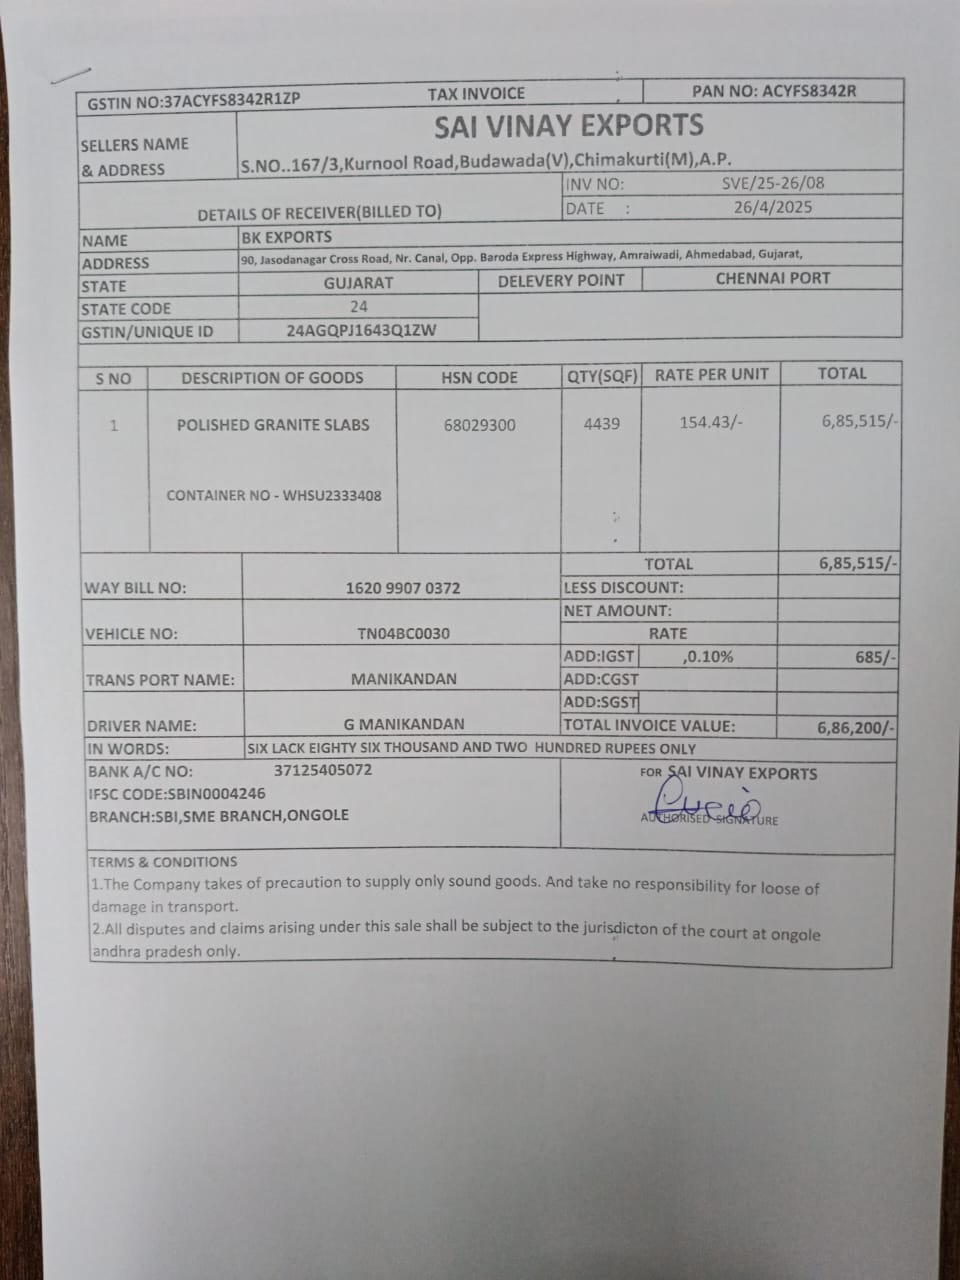 GSTIN NO:37ACYFS8342R1ZP TAX INVOICE PAN NO: ACYFS8342R
SELLERS NAME
& ADDRESS
SAI VINAY EXPORTS
S.NO..167/3,Kurnool Road,Budawada(V),Chimakurti(M),A.P.
DETAILS OF RECEIVER(BILLED TO)
INV NO: SVE/25-26/08
DATE : 26/4/2025
NAME BK EXPORTS
ADDRESS 90, Jasodanagar Cross Road, Nr. Canal, Opp. Baroda Express Highway, Amraiwadi, Ahmedabad, Gujarat,
STATE GUJARAT DELEVERY POINT CHENNAI PORT
STATE CODE 24
GSTIN/UNIQUE ID 24AGQPJ1643Q1ZW
S NO DESCRIPTION OF GOODS HSN CODE QTY(SQF) RATE PER UNIT TOTAL
1 POLISHED GRANITE SLABS 68029300 4439 154.43/- 6,85,515/-
CONTAINER NO - WHSU2333408
TOTAL 6,85,515/-
WAY BILL NO: 1620 9907 0372 LESS DISCOUNT:
NET AMOUNT:
VEHICLE NO: TN04BC0030 RATE
ADD:IGST ,0.10% 685/-
TRANS PORT NAME: MANIKANDAN ADD:CGST
ADD:SGST
DRIVER NAME: G MANIKANDAN TOTAL INVOICE VALUE: 6,86,200/-
IN WORDS: SIX LACK EIGHTY SIX THOUSAND AND TWO HUNDRED RUPEES ONLY
BANK A/C NO: 37125405072 FOR SAI VINAY EXPORTS
IFSC CODE:SBIN0004246
BRANCH:SBI,SME BRANCH,ONGOLE AUTHORISED SIGNATURE
TERMS & CONDITIONS
1.The Company takes of precaution to supply only sound goods. And take no responsibility for loose of
damage in transport.
2.All disputes and claims arising under this sale shall be subject to the jurisdicton of the court at ongole
andhra pradesh only.